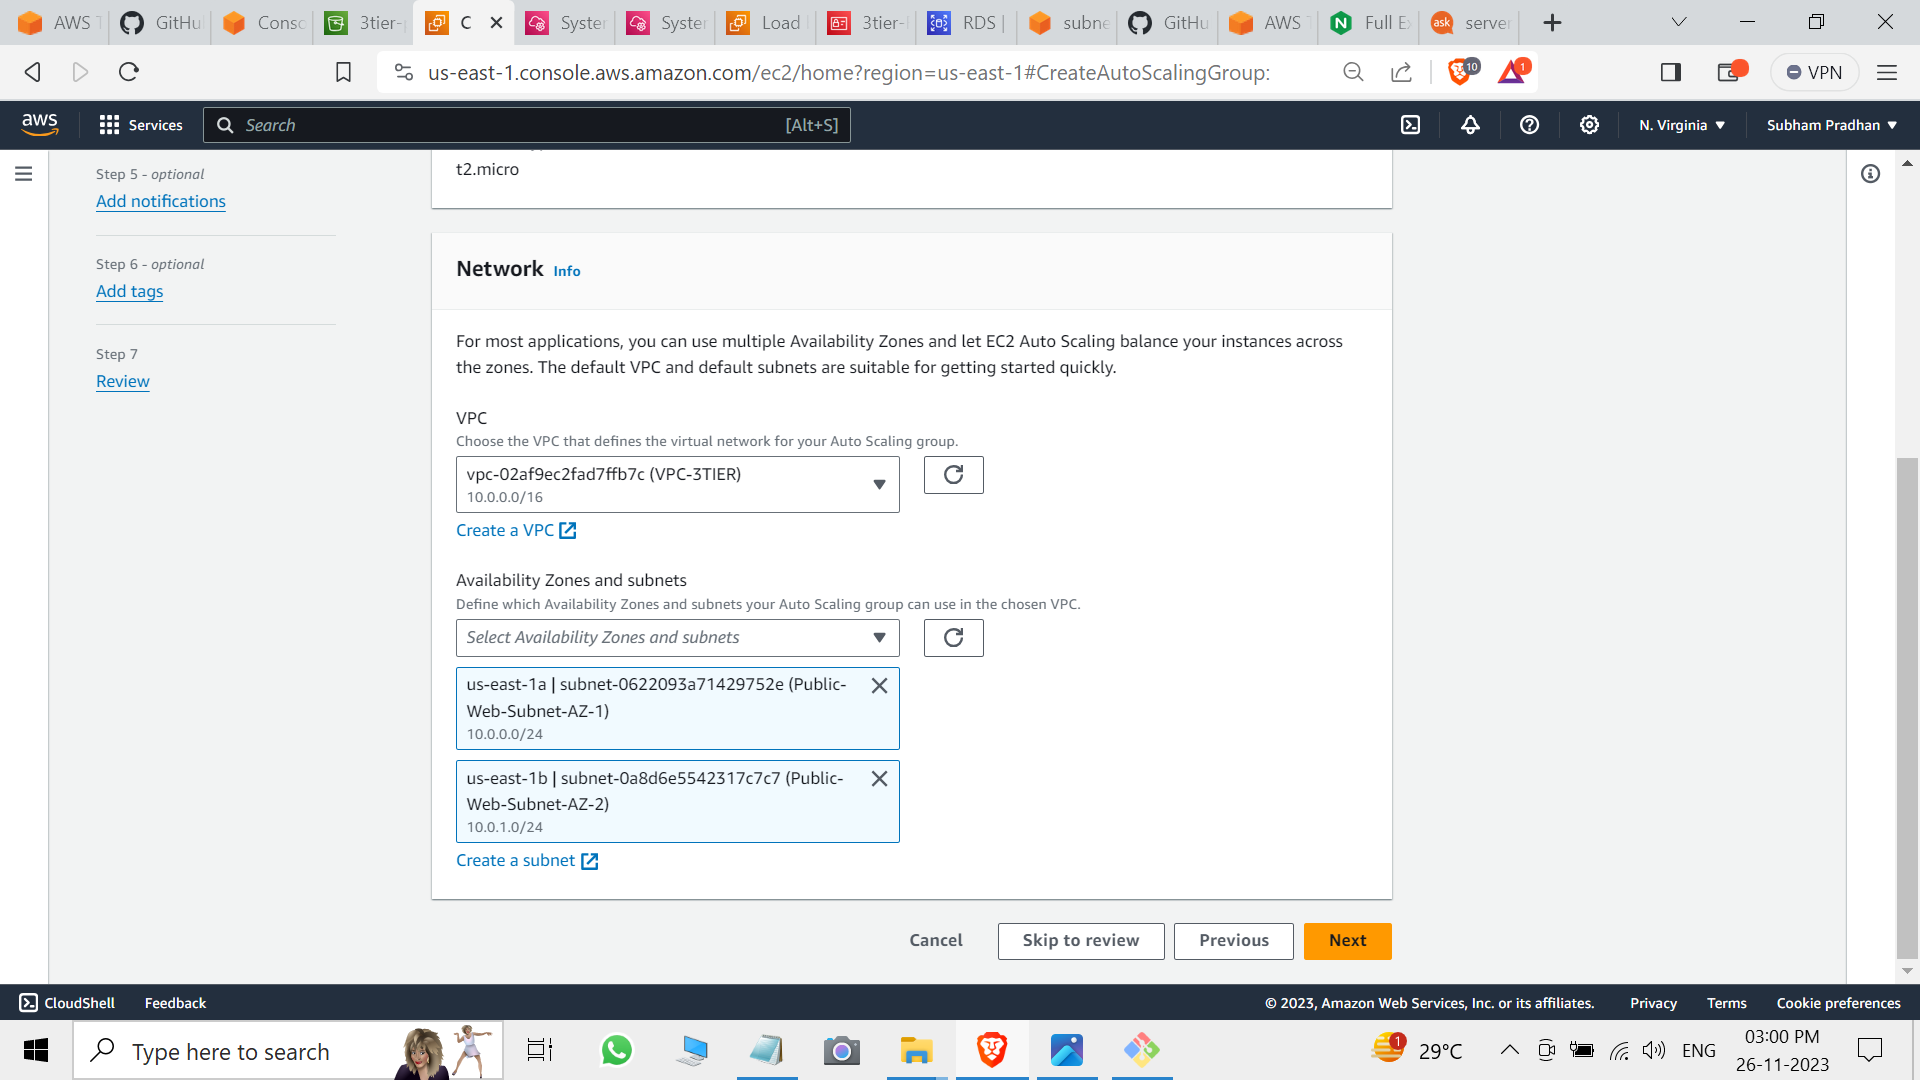 AWS T
GitHu
Conso
3tier-
C
System
System
Load
3tier-
RDS |
subne
GitHu
AWS T
Full Ex
ask
server
us-east-1.console.aws.amazon.com/ec2/home?region=us-east-1#CreateAutoScalingGroup:
10
1
VPN
aws
Services
Search
[Alt+S]
N. Virginia
Subham Pradhan
Step 5 - optional
Add notifications
Step 6 - optional
Add tags
Step 7
Review
t2.micro
Network Info
For most applications, you can use multiple Availability Zones and let EC2 Auto Scaling balance your instances across
the zones. The default VPC and default subnets are suitable for getting started quickly.
VPC
Choose the VPC that defines the virtual network for your Auto Scaling group.
vpc-02af9ec2fad7ffb7c (VPC-3TIER)
10.0.0.0/16
Create a VPC
Availability Zones and subnets
Define which Availability Zones and subnets your Auto Scaling group can use in the chosen VPC.
Select Availability Zones and subnets
us-east-1a | subnet-0622093a71429752e (Public-
Web-Subnet-AZ-1)
10.0.0.0/24
us-east-1b | subnet-0a8d6e5542317c7c7 (Public-
Web-Subnet-AZ-2)
10.0.1.0/24
Create a subnet
Cancel
Skip to review
Previous
Next
CloudShell
Feedback
© 2023, Amazon Web Services, Inc. or its affiliates.
Privacy
Terms
Cookie preferences
Type here to search
1
29°C
ENG
03:00 PM
26-11-2023